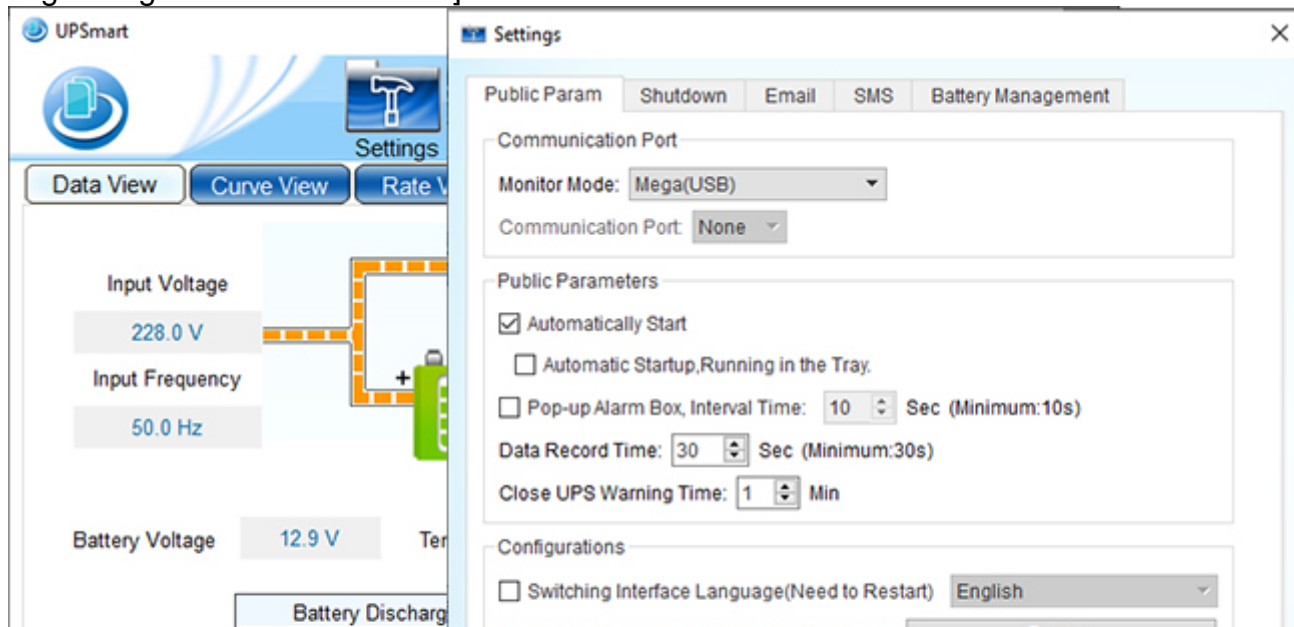 UPSmart
Settings
Data View
Curve View
Rate V
Input Voltage
228.0 V
Input Frequency
50.0 Hz
+
Battery Voltage
12.9 V
Ter
Battery Discharg
Settings
Public Param
Shutdown
Email
SMS
Battery Management
Communication Port
Monitor Mode: Mega(USB)
Communication Port: None
Public Parameters
Automatically Start
Automatic Startup,Running in the Tray.
Pop-up Alarm Box, Interval Time: 10 Sec (Minimum:10s)
Data Record Time: 30 Sec (Minimum:30s)
Close UPS Warning Time: 1 Min
Configurations
Switching Interface Language(Need to Restart) English